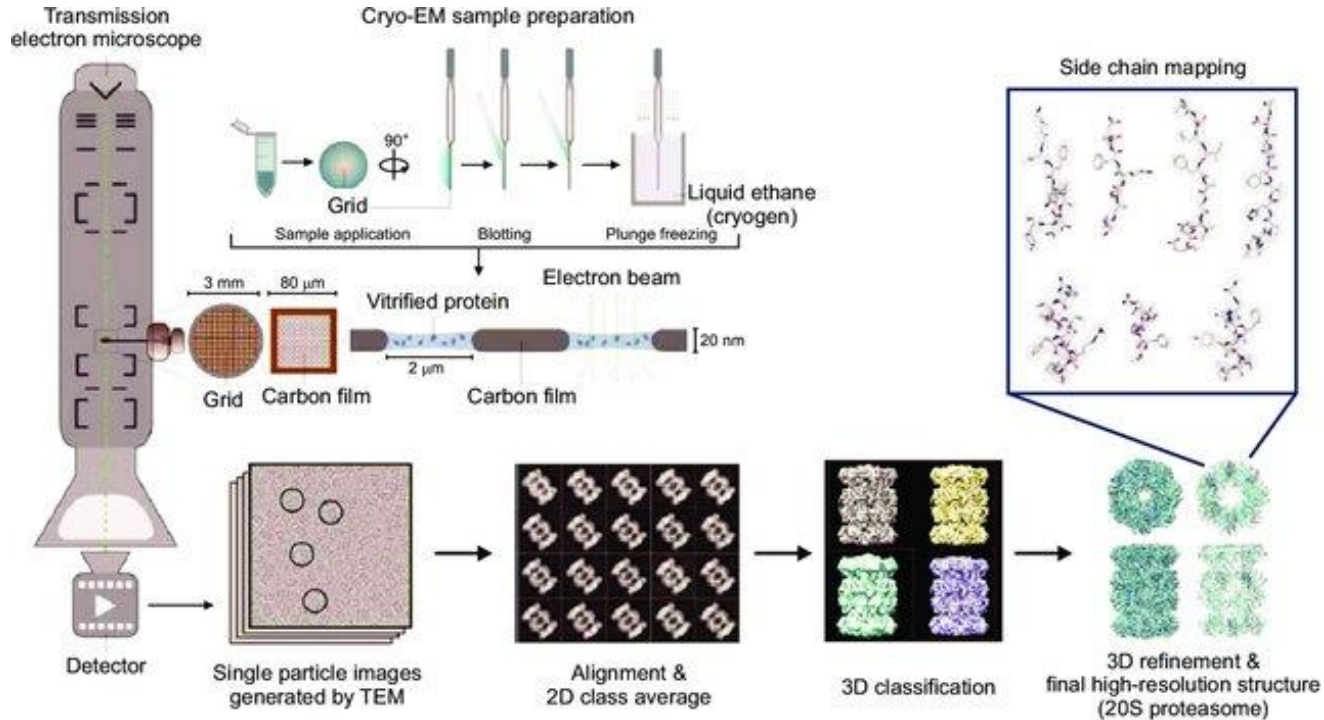 Transmission
electron microscope
Cryo-EM sample preparation
90°
Grid
Liquid ethane
(cryogen)
Sample application
Blotting
Plunge freezing
Side chain mapping
3 mm
80 µm
Vitrified protein
Electron beam
20 nm
2 µm
Grid
Carbon film
Carbon film
Detector
Single particle images
generated by TEM
Alignment &
2D class average
3D classification
3D refinement &
final high-resolution structure
(20S proteasome)